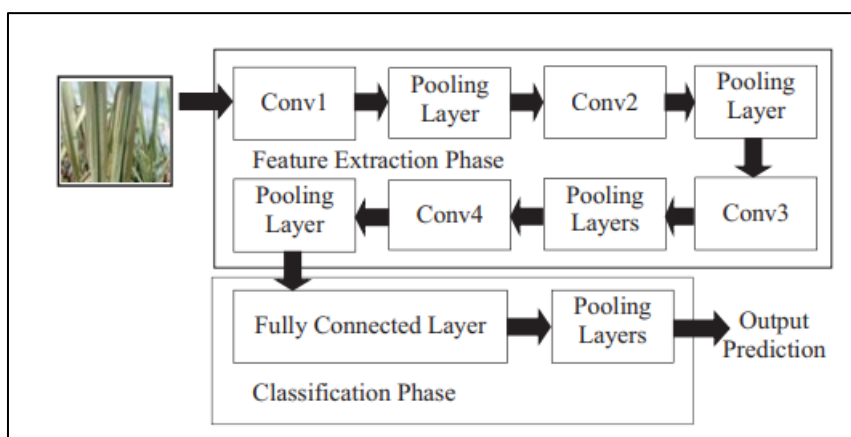 Conv1
Pooling
Layer
Conv2
Pooling
Layer
Feature Extraction Phase
Conv3
Pooling
Layers
Conv4
Pooling
Layer
Fully Connected Layer
Pooling
Layers
Output
Prediction
Classification Phase